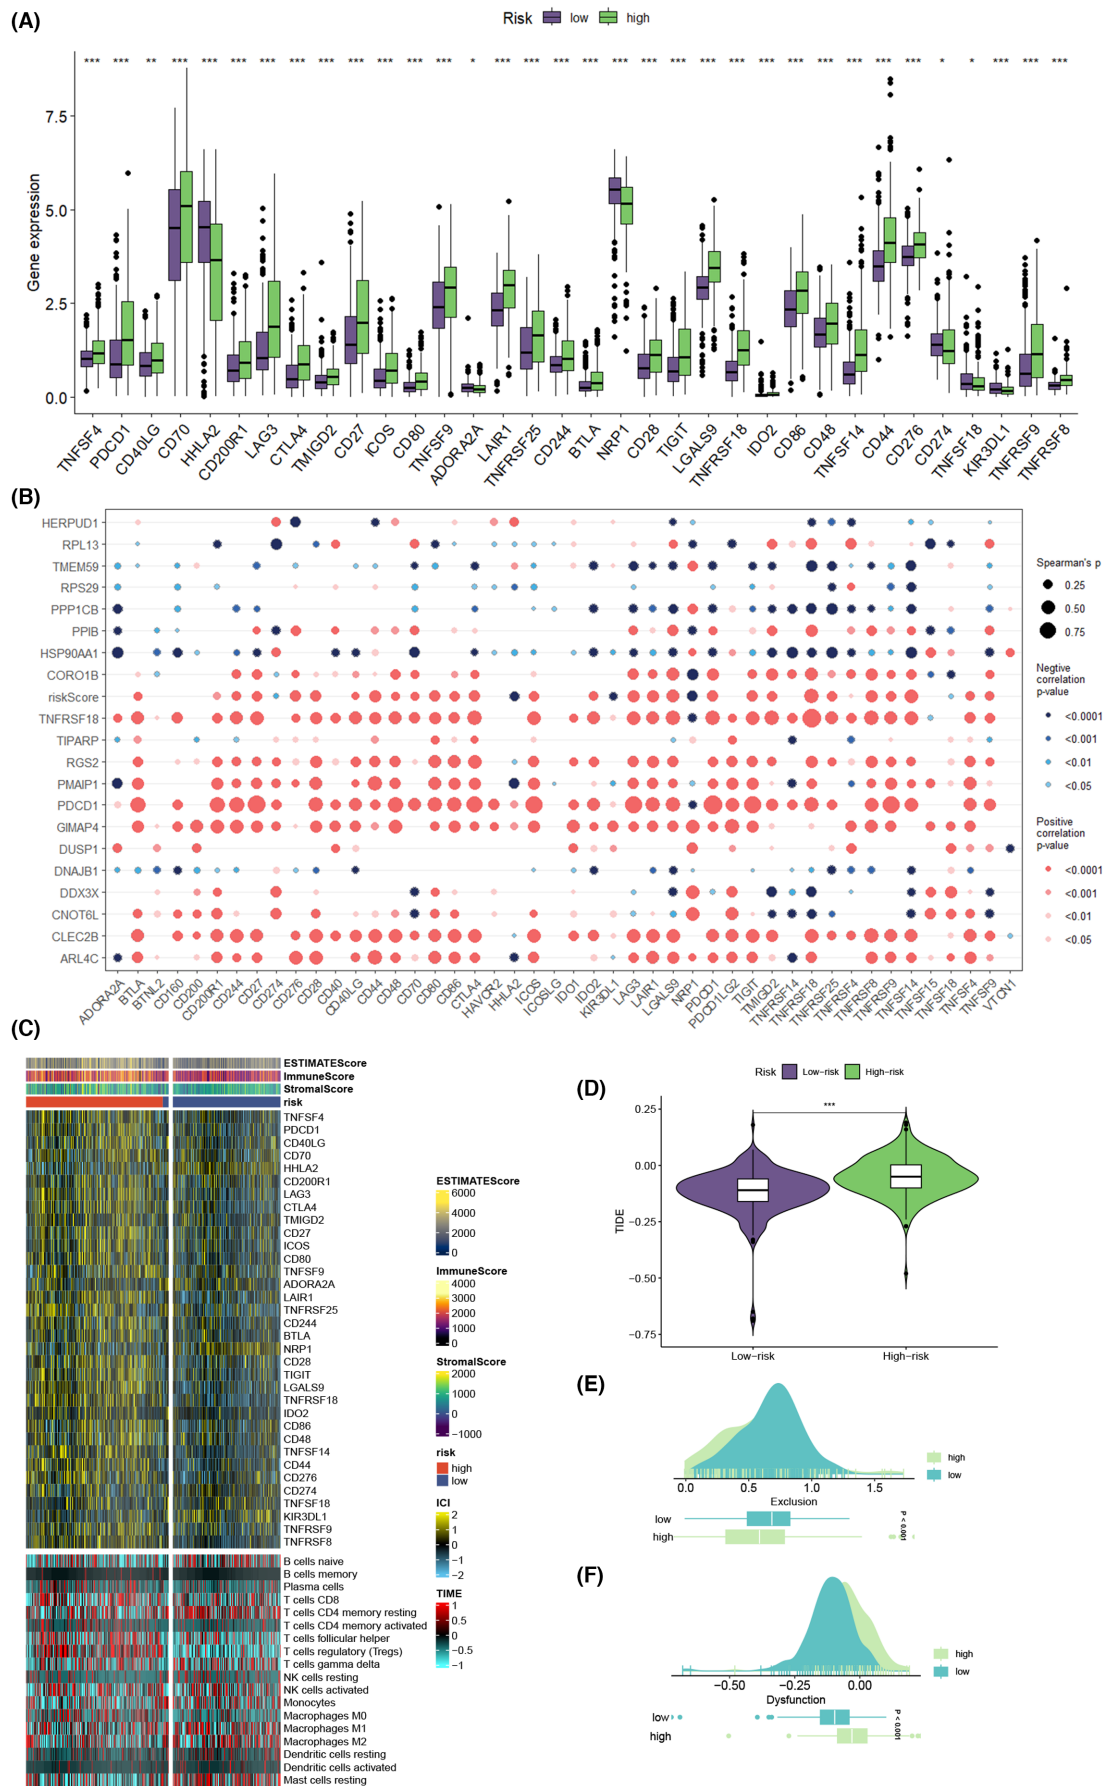 (A)
Risk low high
*** *** ** *** *** *** *** *** *** *** *** *** *** * *** *** *** *** *** *** *** *** *** *** *** *** *** *** *** * * *** *** ***
Gene expression
7.5
5.0
2.5
0.0
TNFSF4
PDCD1
CD40LG
CD70
HHLA2
CD200R1
LAG3
CTLA4
TMIGD2
CD27
ICOS
CD80
TNFSF9
ADORA2A
LAIR1
TNFRSF25
CD244
BTLA
NRP1
CD28
TIGIT
LGALS9
TNFRSF18
IDO2
CD86
CD48
TNFSF14
CD44
CD276
CD274
TNFSF18
KIR3DL1
TNFRSF9
TNFRSF8
(B)
HERPUD1
RPL13
TMEM59
RPS29
PPP1CB
PPIB
HSP90AA1
CORO1B
riskScore
TNFRSF18
TIPARP
RGS2
PMAIP1
PDCD1
GIMAP4
DUSP1
DNAJB1
DDX3X
CNOT6L
CLEC2B
ARL4C
ADORA2A
BTLA
BTNL2
CD160
CD200
CD200R1
CD244
CD27
CD274
CD276
CD28
CD40
CD40LG
CD44
CD48
CD70
CD80
CD86
CTLA4
HAVCR2
HHLA2
ICOS
ICOSLG
IDO1
IDO2
KIR3DL1
LAG3
LAIR1
LGALS9
NRP1
PDCD1
PDCD1LG2
TIGIT
TMIGD2
TNFRSF14
TNFRSF18
TNFRSF25
TNFRSF4
TNFRSF8
TNFRSF9
TNFSF14
TNFSF15
TNFSF18
TNFSF4
TNFSF9
VTCN1
Spearman's p
0.25
0.50
0.75
Negtive
correlation
p-value
<0.0001
<0.001
<0.01
<0.05
Positive
correlation
p-value
<0.0001
<0.001
<0.01
<0.05
(C)
ESTIMATEScore
ImmuneScore
StromalScore
risk
TNFSF4
PDCD1
CD40LG
CD70
HHLA2
CD200R1
LAG3
CTLA4
TMIGD2
CD27
ICOS
CD80
TNFSF9
ADORA2A
LAIR1
TNFRSF25
CD244
BTLA
NRP1
CD28
TIGIT
LGALS9
TNFRSF18
IDO2
CD86
CD48
TNFSF14
CD44
CD276
CD274
TNFSF18
KIR3DL1
TNFRSF9
TNFRSF8
B cells naive
B cells memory
Plasma cells
T cells CD8
T cells CD4 memory resting
T cells CD4 memory activated
T cells follicular helper
T cells regulatory (Tregs)
T cells gamma delta
NK cells resting
NK cells activated
Monocytes
Macrophages M0
Macrophages M1
Macrophages M2
Dendritic cells resting
Dendritic cells activated
Mast cells resting
ESTIMATEScore
6000
4000
2000
0
ImmuneScore
4000
3000
2000
1000
0
StromalScore
2000
1000
0
−1000
risk
high
low
ICI
2
1
0
−1
−2
TIME
1
0.5
0
−0.5
−1
(D)
Risk Low−risk High−risk
***
TIDE
0.25
0.00
−0.25
−0.50
−0.75
Low−risk
High−risk
(E)
high
low
0.0 0.5 1.0 1.5
Exclusion
low
high
P < 0.001
(F)
high
low
−0.50 −0.25 0.00
Dysfunction
low
high
P < 0.001